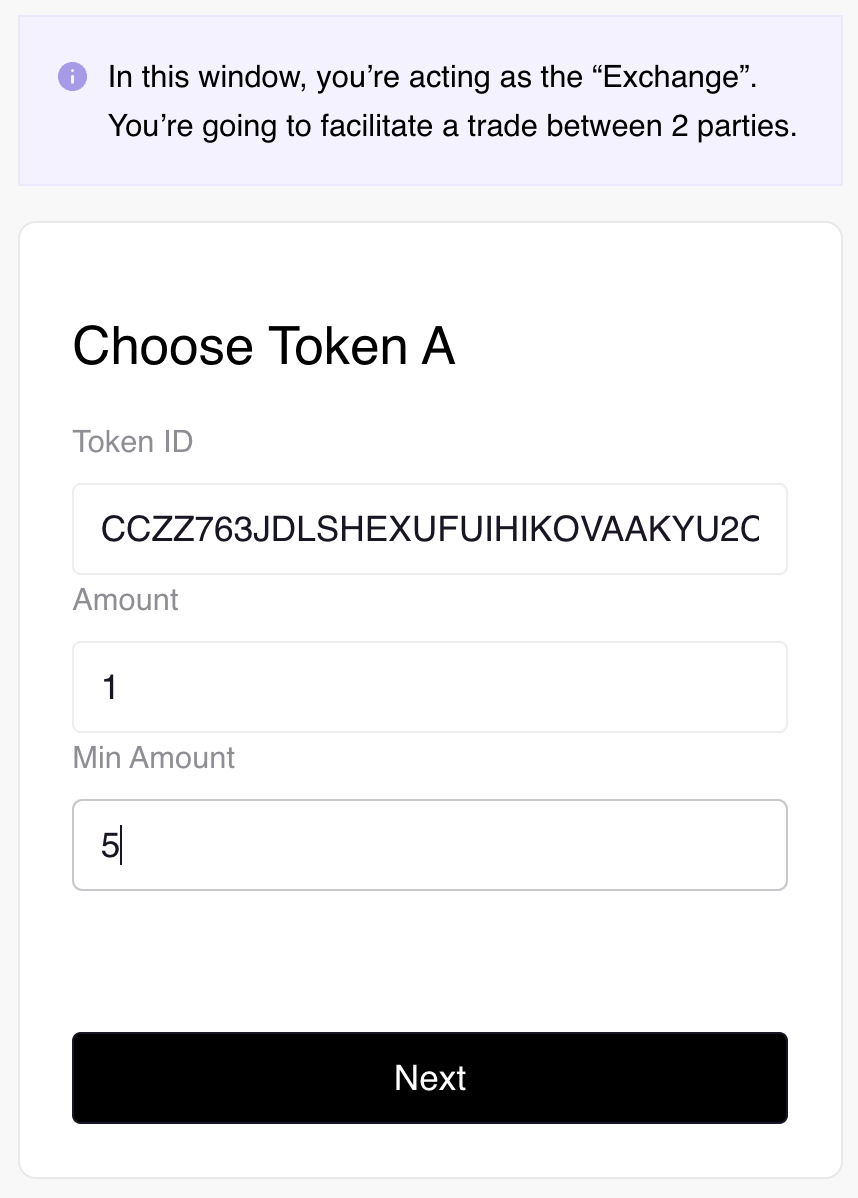 In this window, you’re acting as the “Exchange”.
You’re going to facilitate a trade between 2 parties.
Choose Token A
Token ID
CCZZ763JDLSHEXUFUIHIKOVAAKYU2C
Amount
1
Min Amount
5
Next